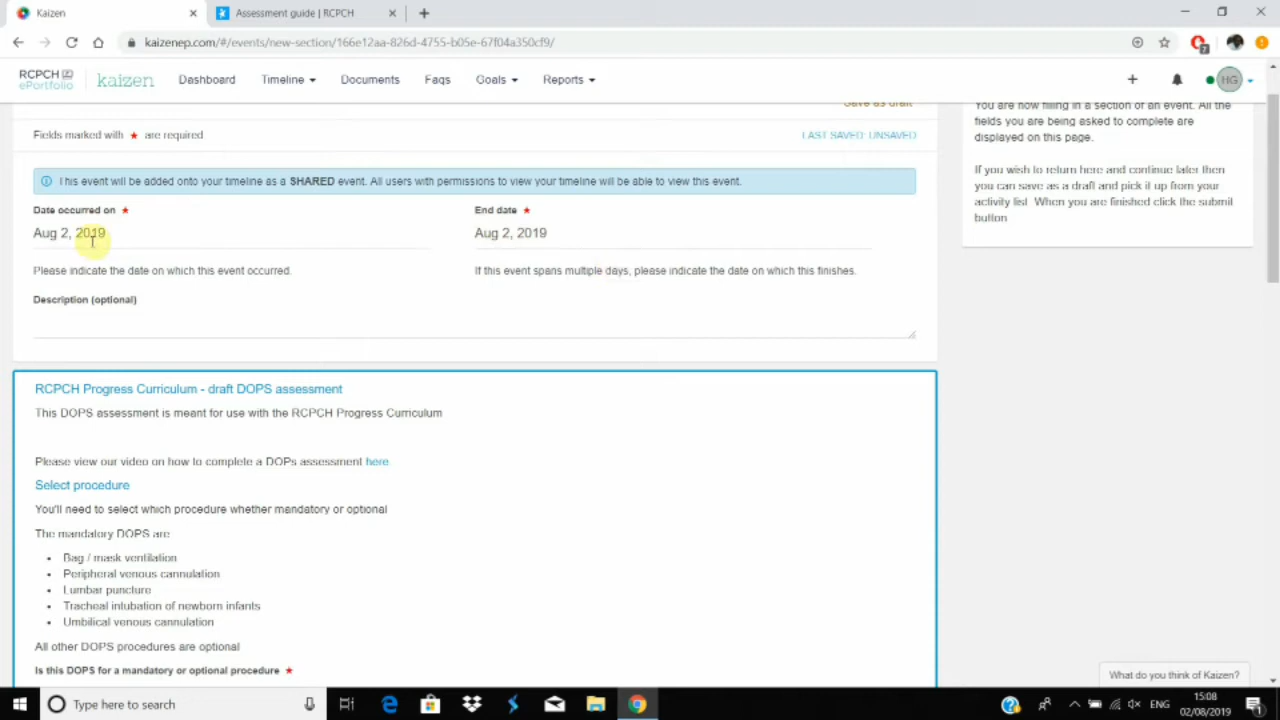 Kaizen
Assessment guide | RCPCH
kaizenep.com/#/events/new-section/166e12aa-826d-4755-b05e-67f04a350cf9/
7
RCPCH
ePortfolio
kaizen
Dashboard
Timeline
Documents
Faqs
Goals
Reports
HG
Save as draft
Fields marked with ★ are required
LAST SAVED: UNSAVED
This event will be added onto your timeline as a SHARED event. All users with permissions to view your timeline will be able to view this event.
Date occurred on ★
Aug 2, 2019
Please indicate the date on which this event occurred.
End date ★
Aug 2, 2019
If this event spans multiple days, please indicate the date on which this finishes.
Description (optional)
You are now filling in a section of an event. All the
fields you are being asked to complete are
displayed on this page.
If you wish to return here and continue later then
you can save as a draft and pick it up from your
activity list. When you are finished click the submit
button
RCPCH Progress Curriculum - draft DOPS assessment
This DOPS assessment is meant for use with the RCPCH Progress Curriculum
Please view our video on how to complete a DOPs assessment here
Select procedure
You'll need to select which procedure whether mandatory or optional
The mandatory DOPS are
• Bag / mask ventilation
• Peripheral venous cannulation
• Lumbar puncture
• Tracheal intubation of newborn infants
• Umbilical venous cannulation
All other DOPS procedures are optional
Is this DOPS for a mandatory or optional procedure ★
What do you think of Kaizen?
Type here to search
ENG
15:08
02/08/2019
1